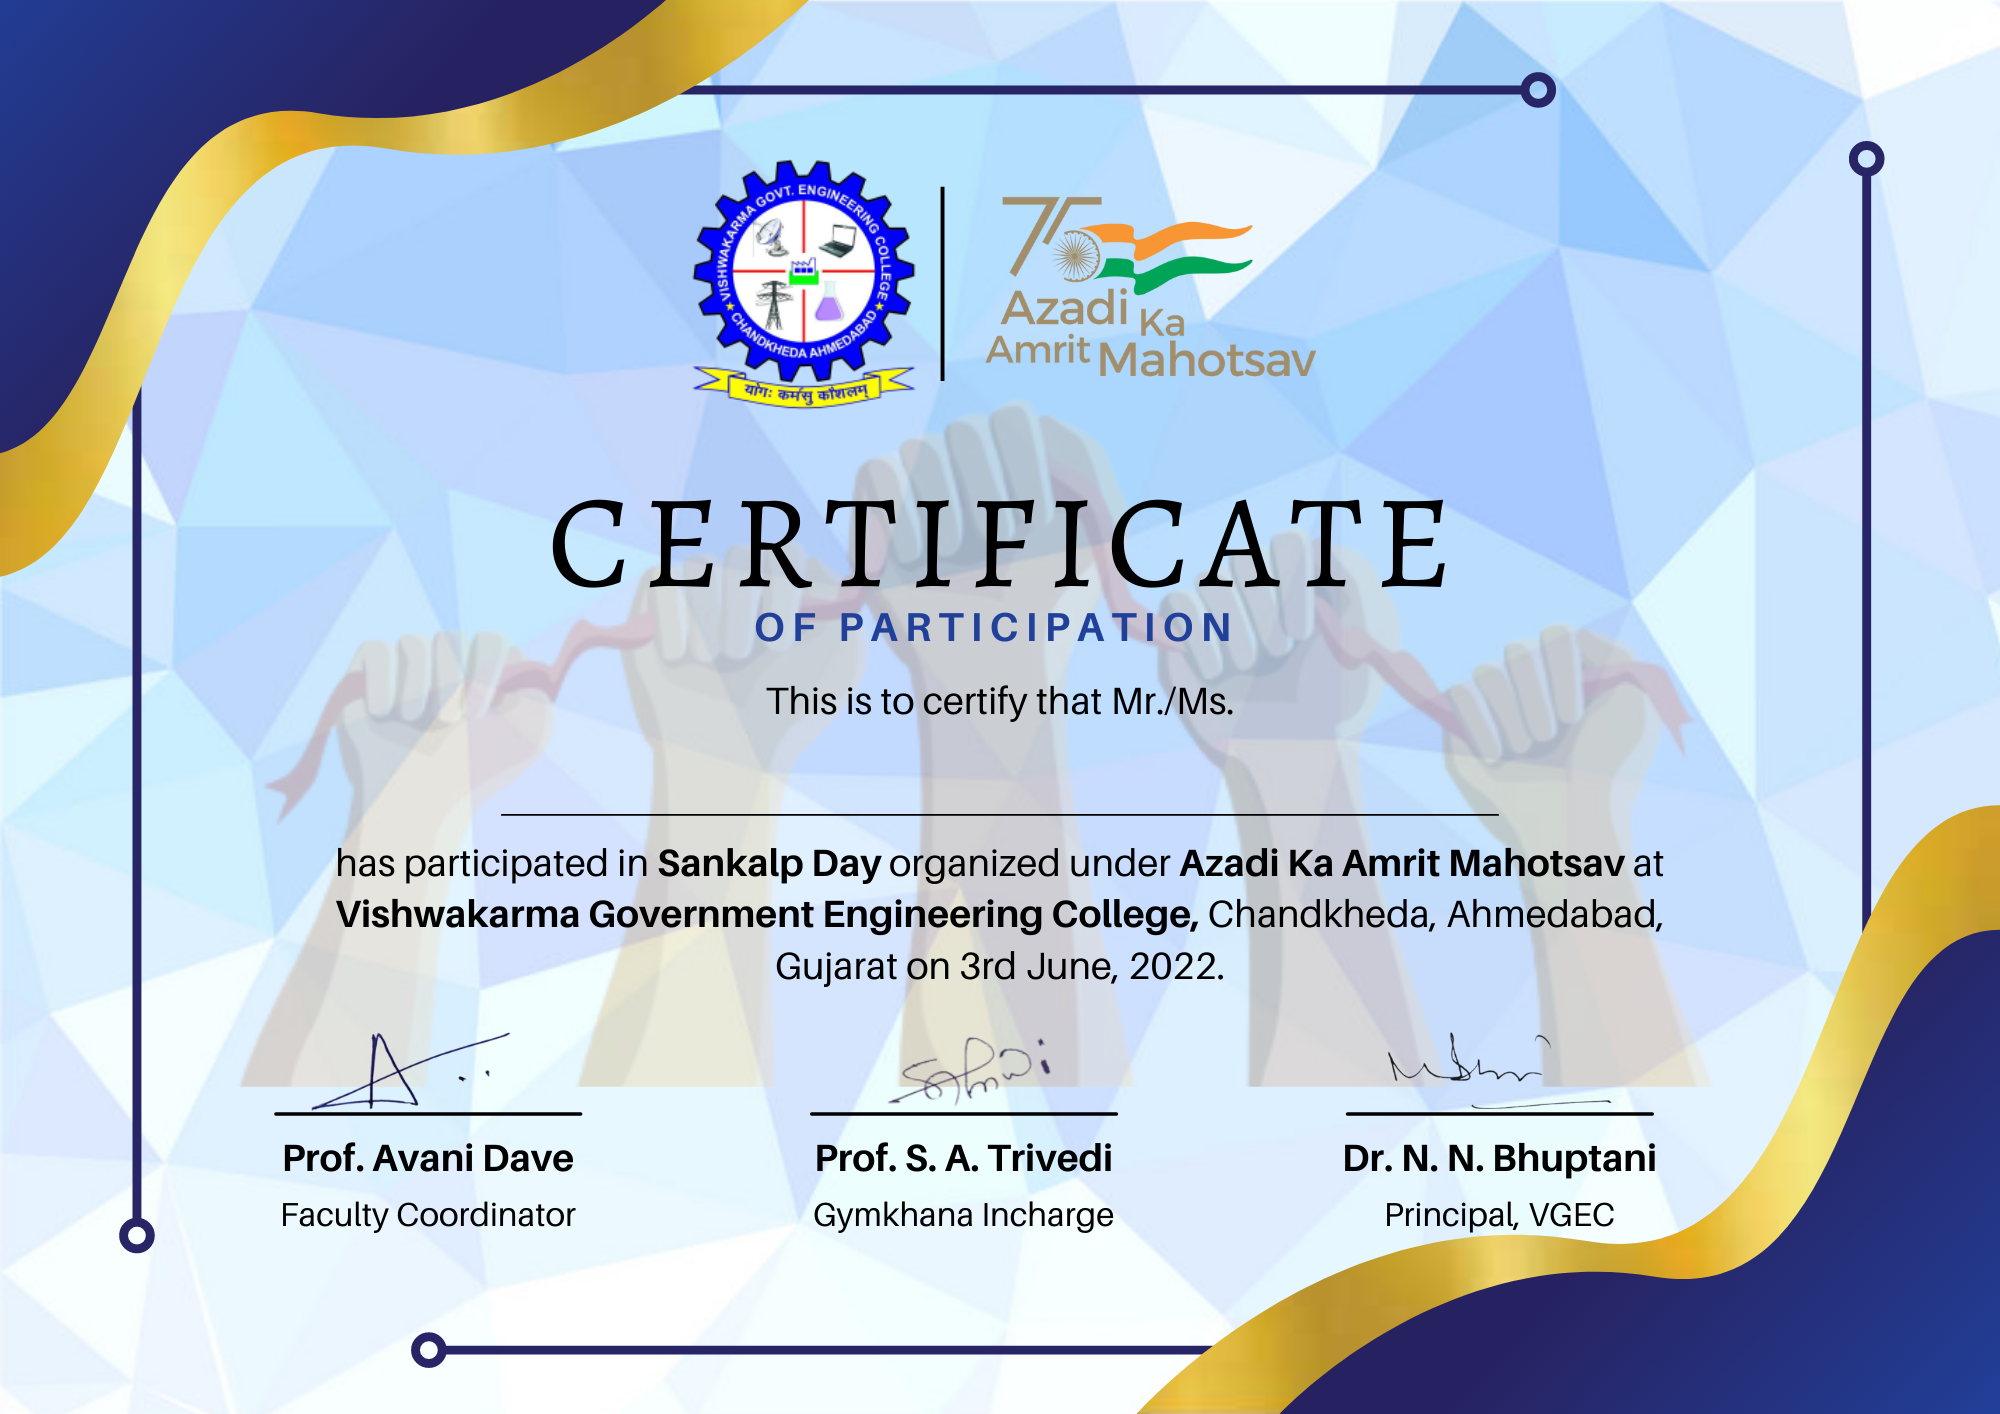 VISHWAKARMA GOVT. ENGINEERING COLLEGE
★ CHANDKHEDA AHMEDABAD ★
योगः कर्मसु कौशलम्
75
Azadi Ka
Amrit Mahotsav
CERTIFICATE
OF PARTICIPATION
This is to certify that Mr./Ms.
has participated in Sankalp Day organized under Azadi Ka Amrit Mahotsav at
Vishwakarma Government Engineering College, Chandkheda, Ahmedabad,
Gujarat on 3rd June, 2022.
Prof. Avani Dave
Faculty Coordinator
Prof. S. A. Trivedi
Gymkhana Incharge
Dr. N. N. Bhuptani
Principal, VGEC